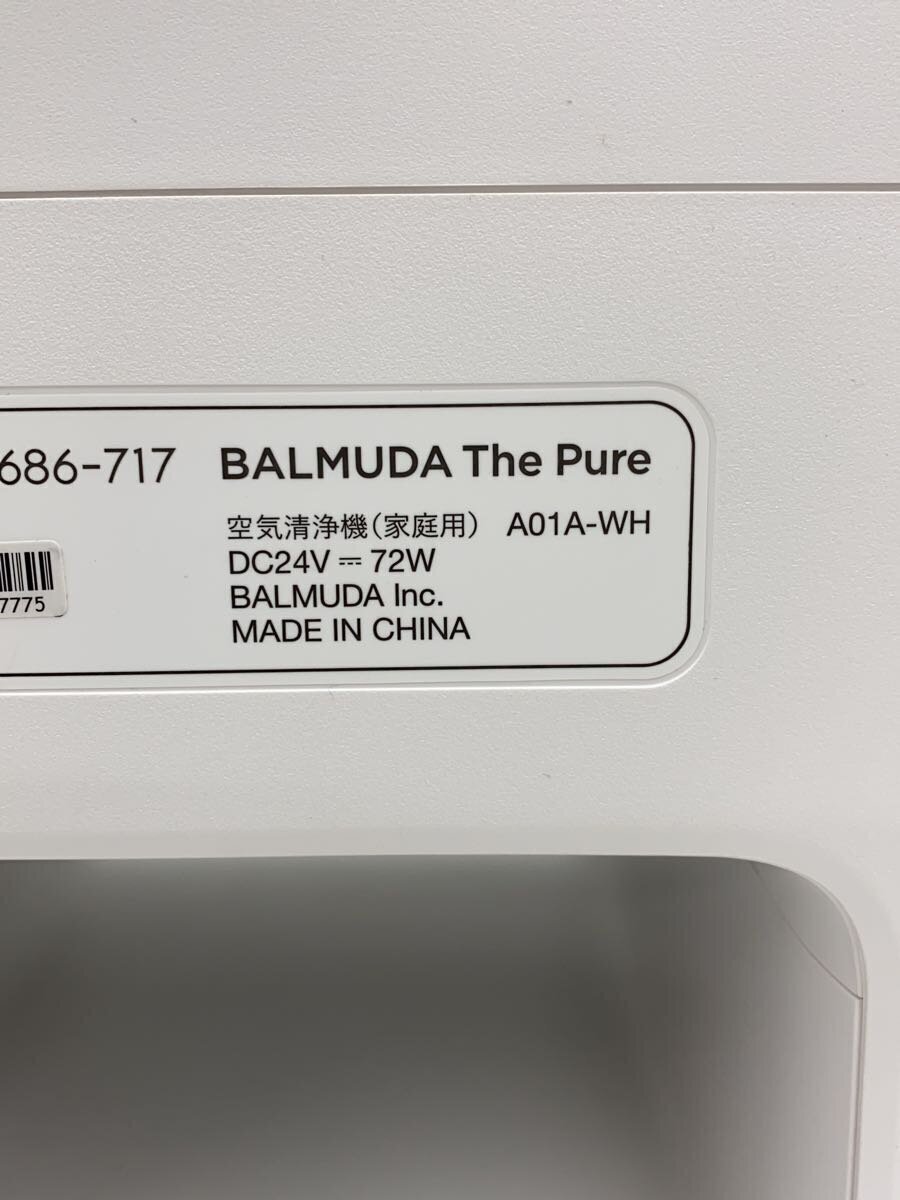 686-717
BALMUDA The Pure
空気清浄機（家庭用） A01A-WH
DC24V ⎓ 72W
BALMUDA Inc.
MADE IN CHINA
7775